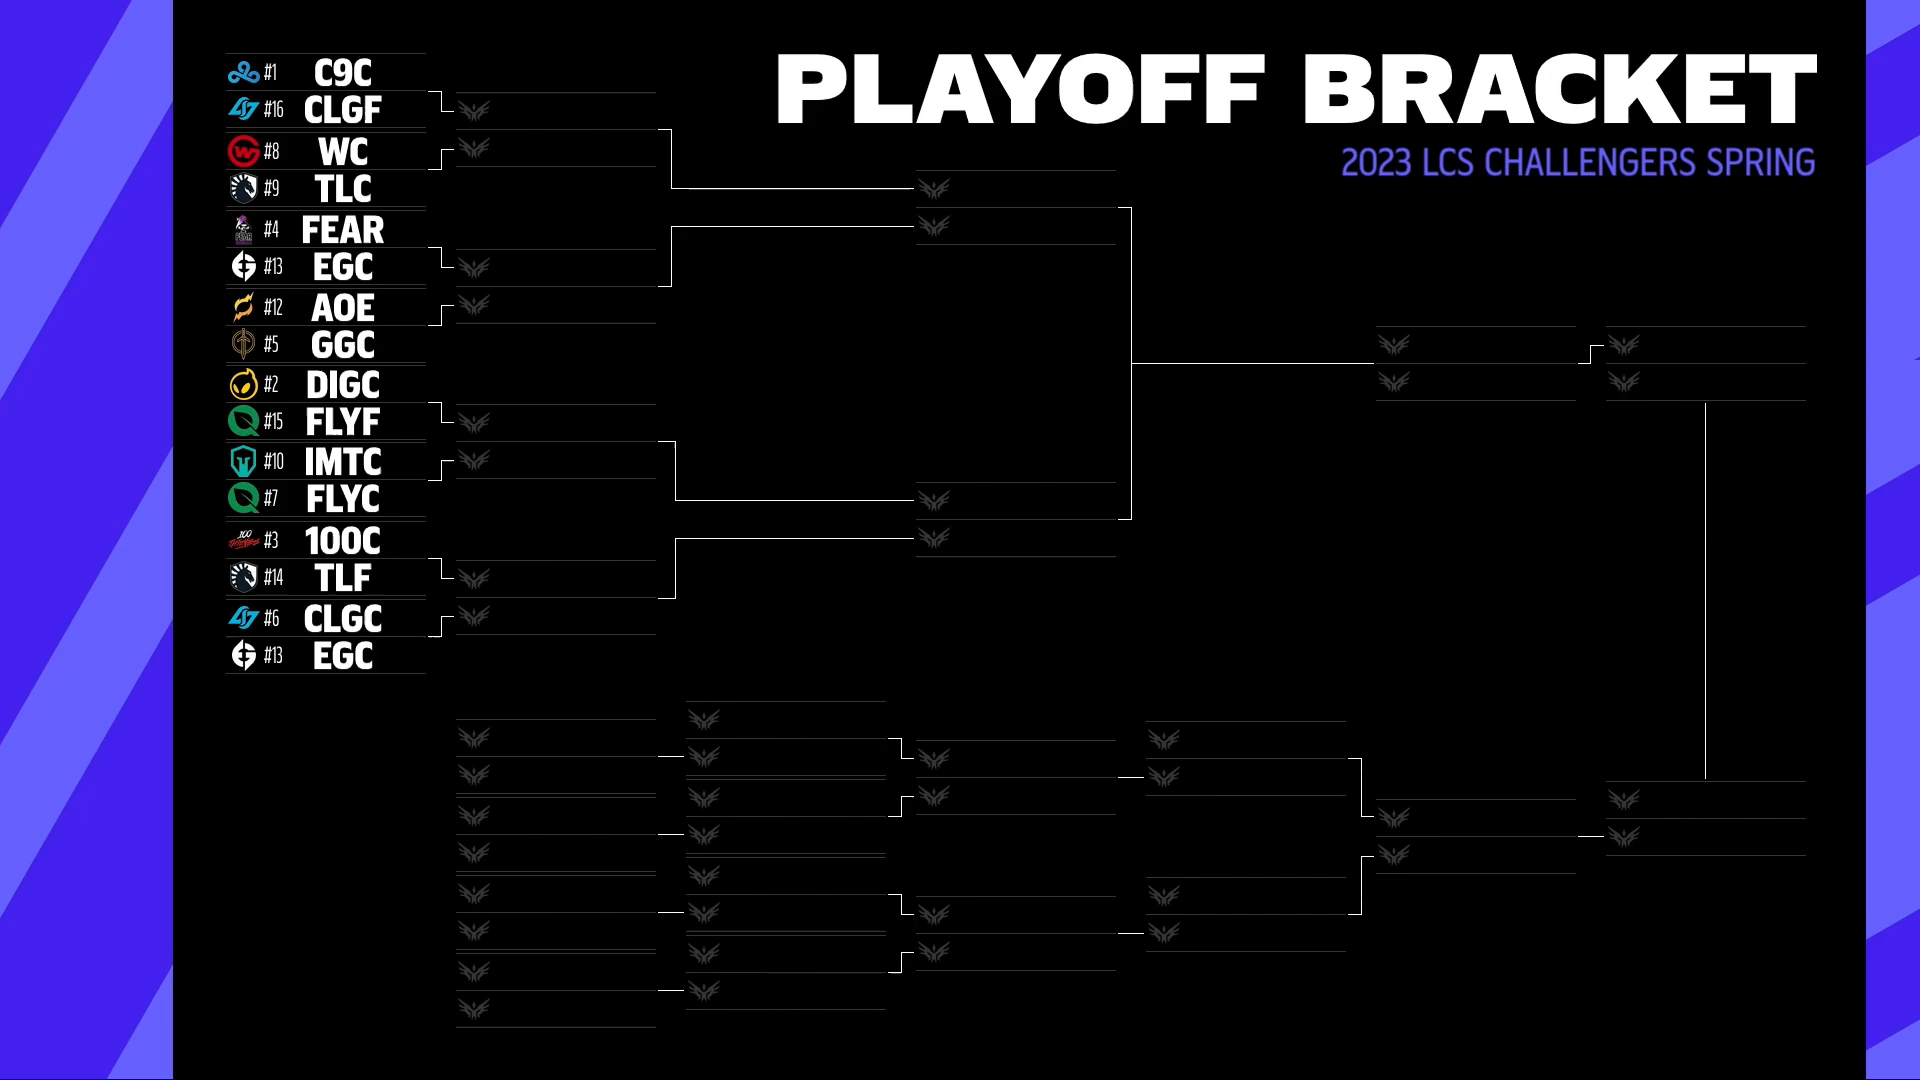 PLAYOFF BRACKET
2023 LCS CHALLENGERS SPRING
#1 C9C
#16 CLGF
#8 WC
#9 TLC
#4 FEAR
#13 EGC
#12 AOE
#5 GGC
#2 DIGC
#15 FLYF
#10 IMTC
#7 FLYC
#3 100C
#14 TLF
#6 CLGC
#13 EGC